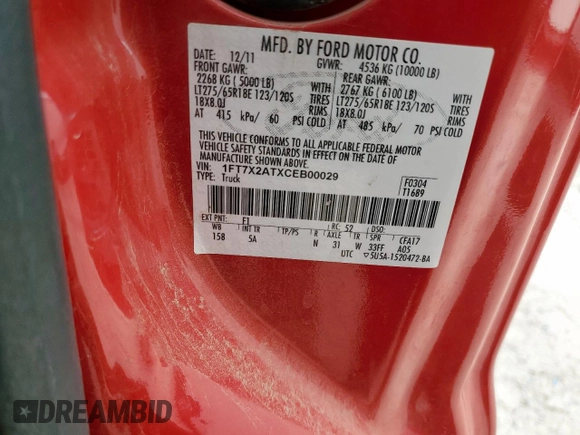 MFD. BY FORD MOTOR CO.
DATE: 12/11 GVWR: 4536 KG (10000 LB)
FRONT GAWR: REAR GAWR:
2268 KG ( 5000 LB) WITH 2767 KG ( 6100 LB) WITH
LT275/65R18E 123/120S TIRES LT275/65R18E 123/120S TIRES
18X8.0J RIMS 18X8.0J RIMS
AT 415 kPa/ 60 PSI COLD AT 485 kPa/ 70 PSI COLD
THIS VEHICLE CONFORMS TO ALL APPLICABLE FEDERAL MOTOR
VEHICLE SAFETY STANDARDS IN EFFECT ON THE DATE OF
MANUFACTURE SHOWN ABOVE.
VIN: 1FT7X2ATXCEB00029
TYPE: Truck
F0304
T1689
EXT PNT: F1 RC: 52 DSO:
WB INT TR TP/PS R AXLE TR SPR CFA17
158 5A N 31 W 33FF A05
UTC ▽5U5A-1520472-BA
DREAMBID